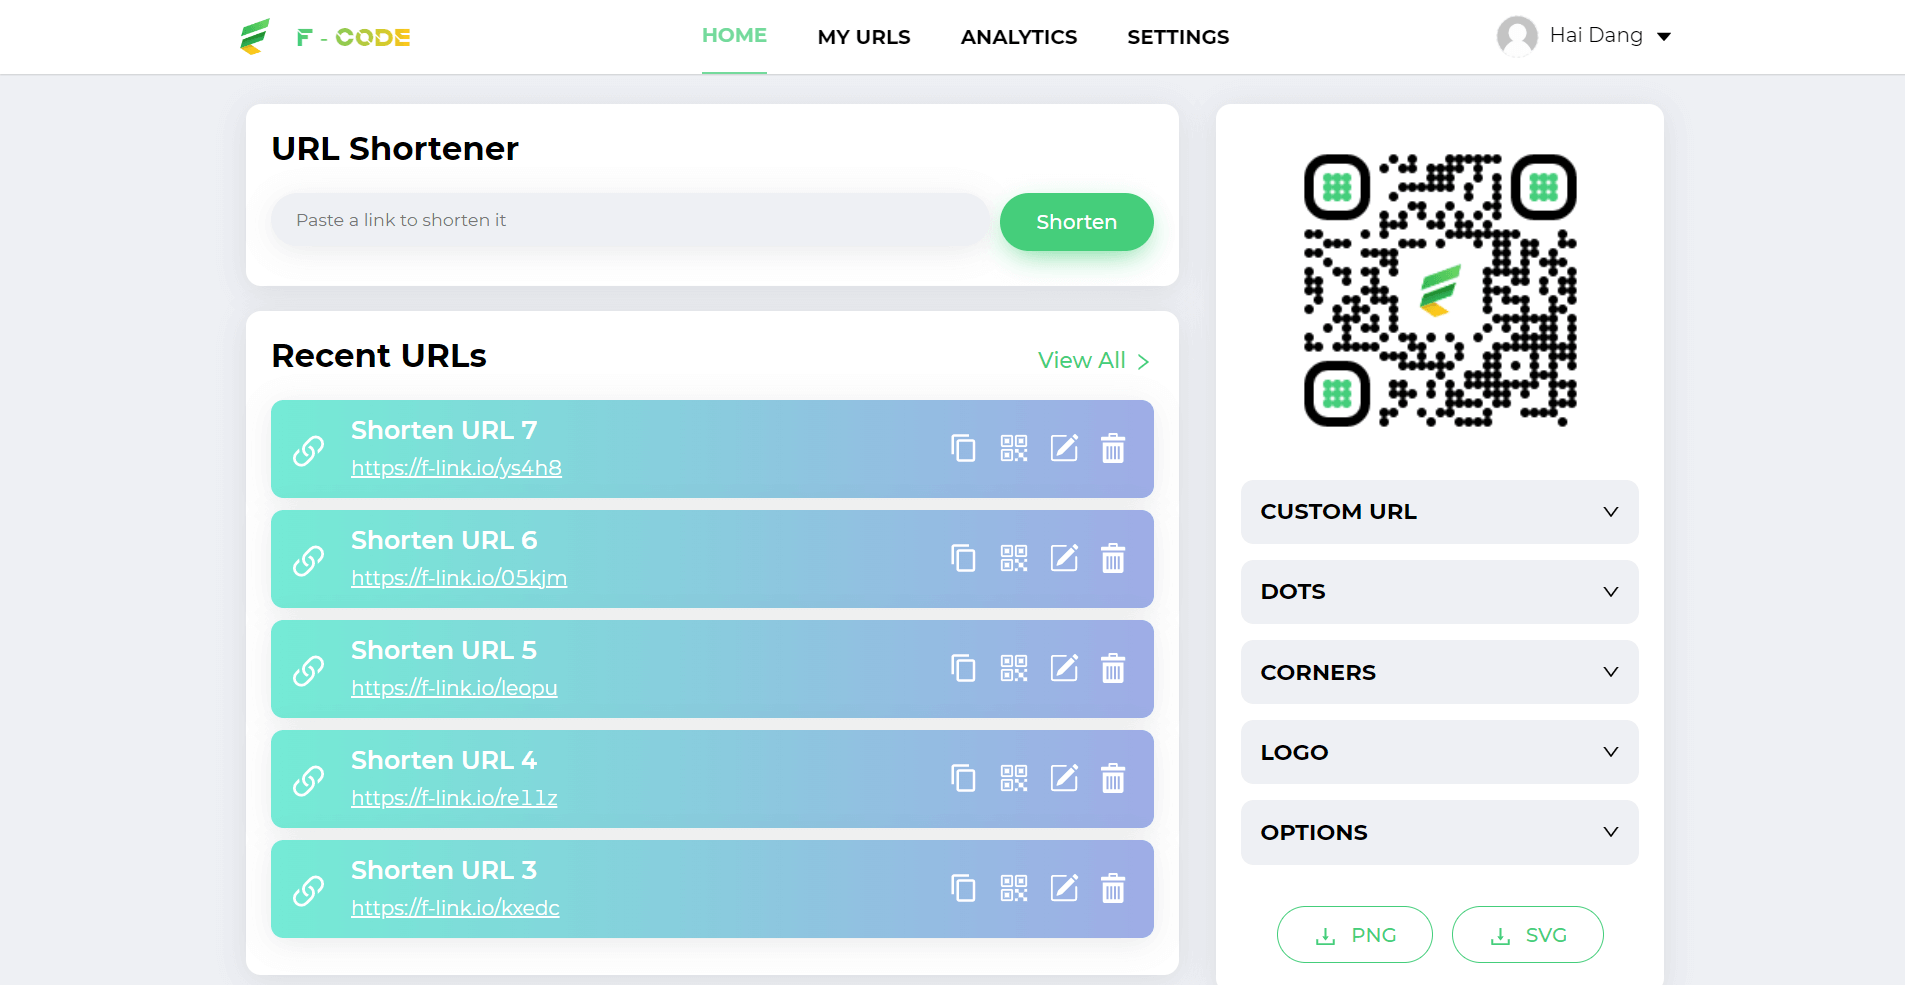 F - CODE
HOME
MY URLS
ANALYTICS
SETTINGS
Hai Dang
URL Shortener
Paste a link to shorten it
Shorten
Recent URLs
View All
Shorten URL 7
https://f-link.io/ys4h8
Shorten URL 6
https://f-link.io/05kjm
Shorten URL 5
https://f-link.io/leopu
Shorten URL 4
https://f-link.io/re11z
Shorten URL 3
https://f-link.io/kxedc
CUSTOM URL
DOTS
CORNERS
LOGO
OPTIONS
PNG
SVG